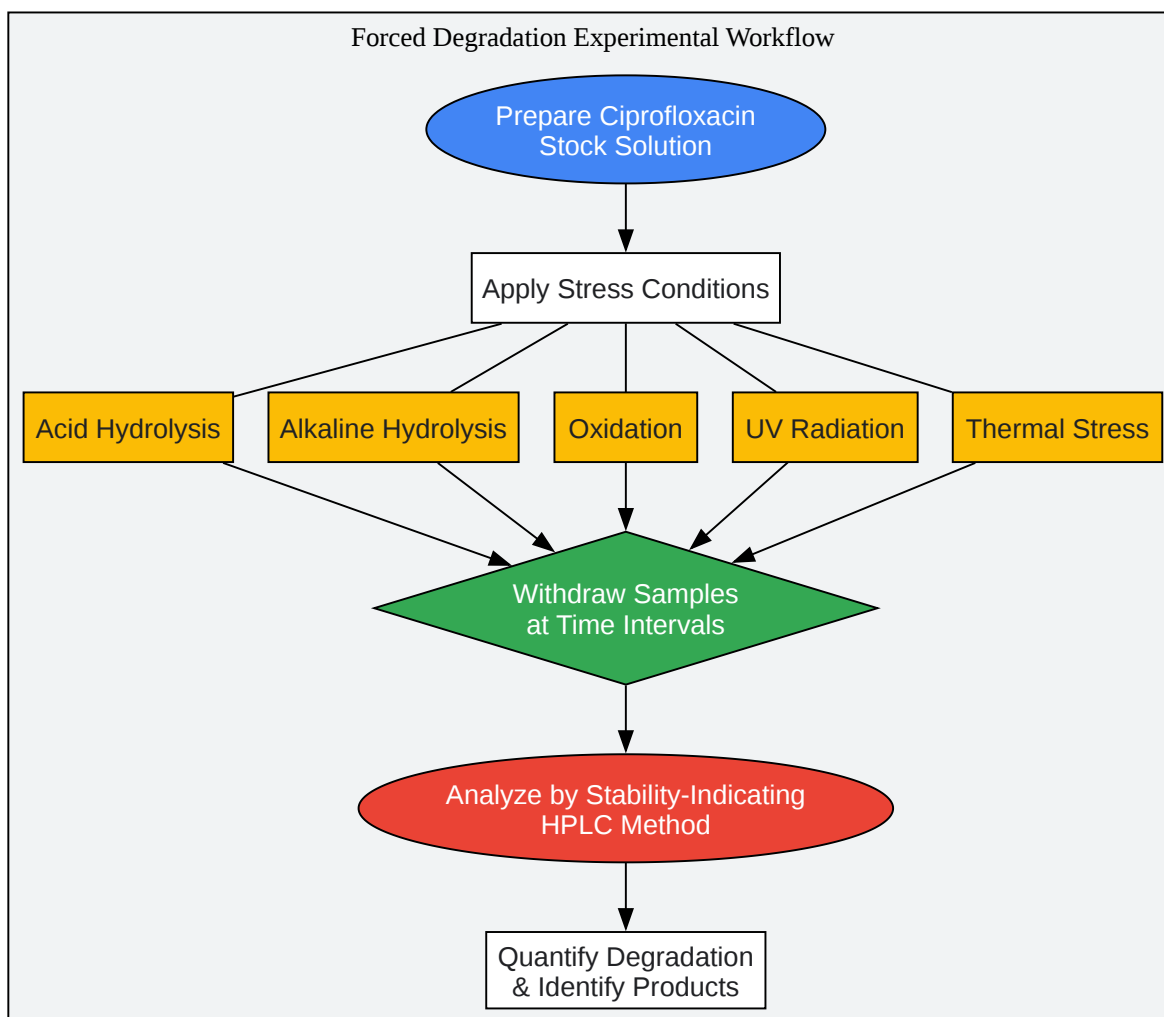 Forced Degradation Experimental Workflow
Prepare Ciprofloxacin
Stock Solution
Apply Stress Conditions
Acid Hydrolysis
Alkaline Hydrolysis
Oxidation
UV Radiation
Thermal Stress
Withdraw Samples
at Time Intervals
Analyze by Stability-Indicating
HPLC Method
Quantify Degradation
& Identify Products